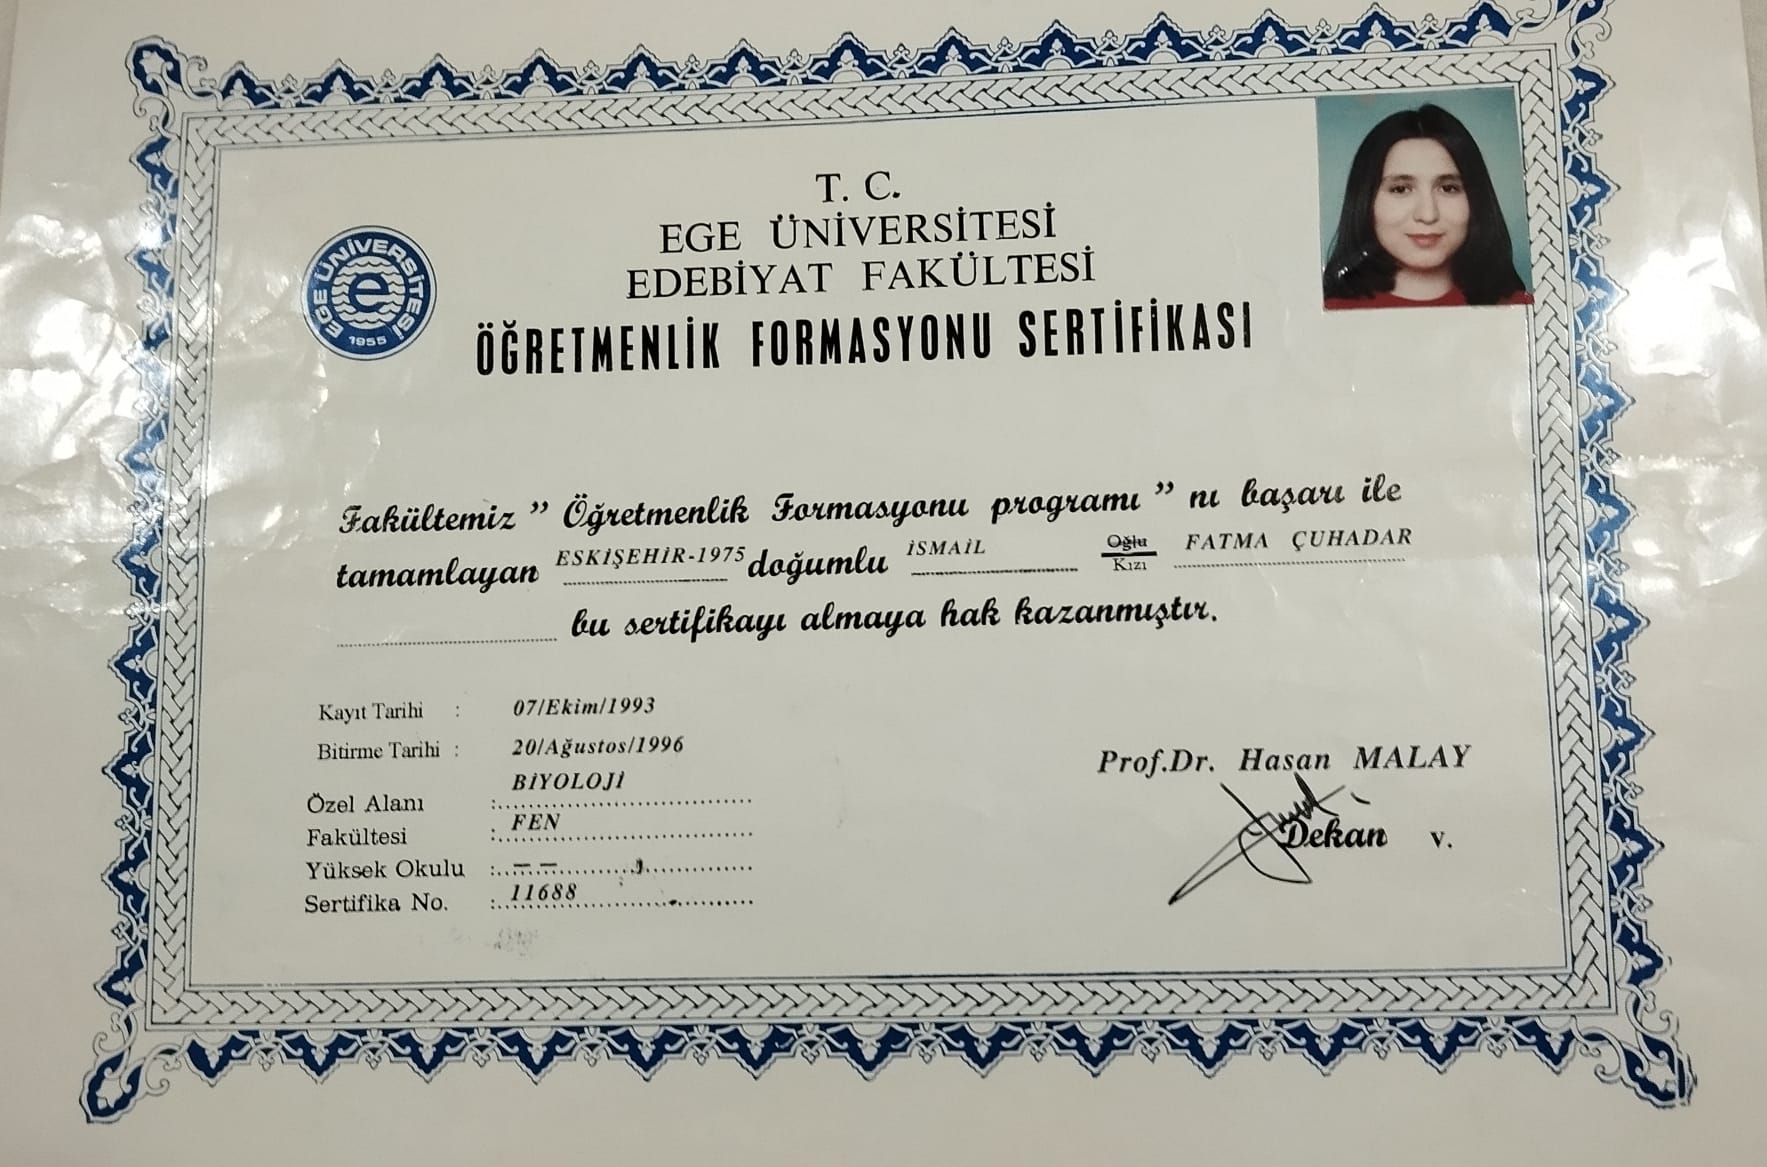 T. C.
EGE ÜNİVERSİTESİ
EDEBİYAT FAKÜLTESİ
ÖĞRETMENLİK FORMASYONU SERTİFİKASI
EGE ÜNİVERSİTESİ
e
1955
Fakültemiz ” Öğretmenlik Formasyonu programı ” nı başarı ile
tamamlayan ESKİŞEHİR-1975 doğumlu İSMAİL Oğlu Kızı FATMA ÇUHADAR
bu sertifikayı almaya hak kazanmıştır.
Kayıt Tarihi : 07/Ekim/1993
Bitirme Tarihi : 20/Ağustos/1996
Özel Alanı : BİYOLOJİ
Fakültesi : FEN
Yüksek Okulu : — —
Sertifika No. : 11688
Prof.Dr. Hasan MALAY
Dekan v.